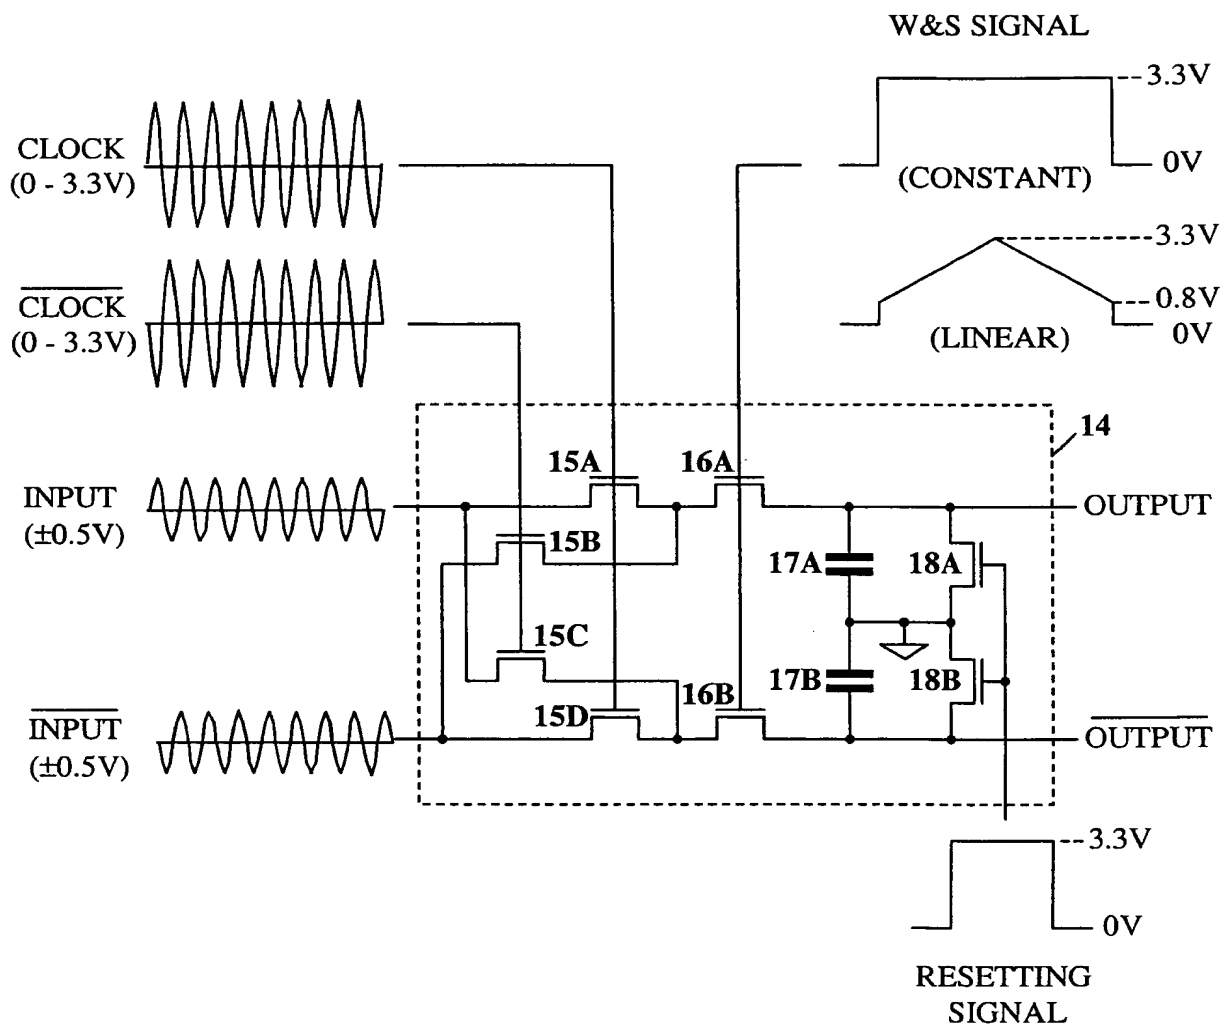 W&S SIGNAL
3.3V
CLOCK
(0 - 3.3V)
0V
(CONSTANT)
3.3V
CLOCK
(0 - 3.3V)
0.8V
0V
(LINEAR)
14
15A
16A
INPUT
(±0.5V)
OUTPUT
15B
17A
18A
15C
17B
18B
16B
15D
INPUT
(±0.5V)
OUTPUT
3.3V
0V
RESETTING
SIGNAL